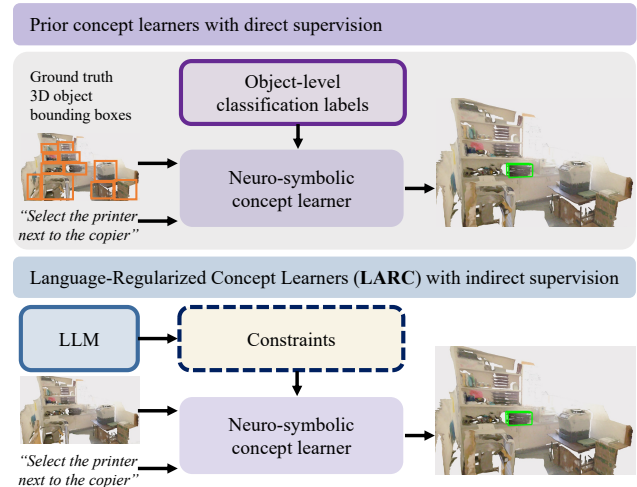 Prior concept learners with direct supervision
Ground truth
3D object
bounding boxes
Object-level
classification labels
Neuro-symbolic
concept learner
“Select the printer
next to the copier”
Language-Regularized Concept Learners (LARC) with indirect supervision
LLM
Constraints
Neuro-symbolic
concept learner
“Select the printer
next to the copier”